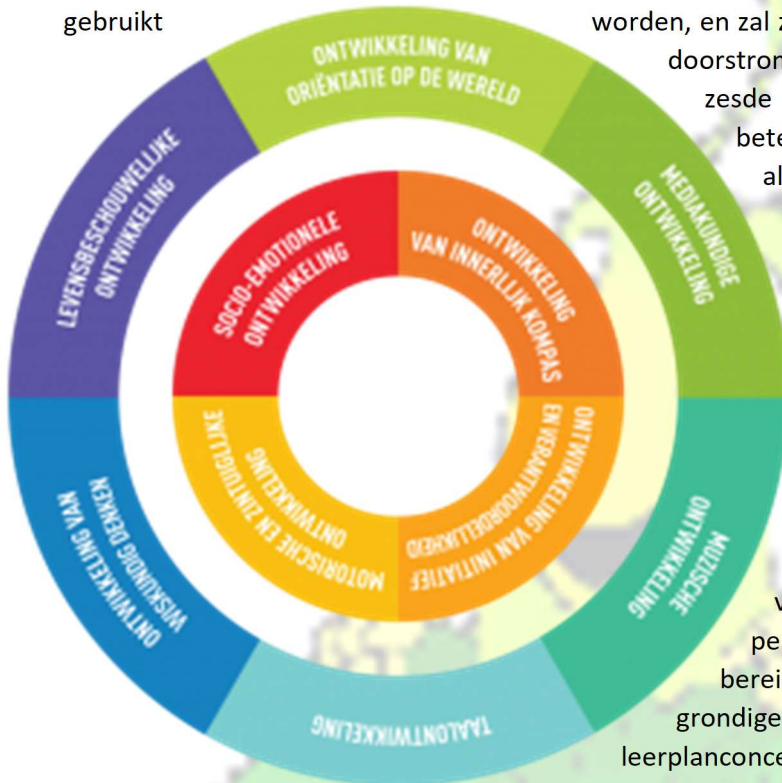 gebruikt
worden, en zal
doorstrom
zesde
bete
al
ONTWIKKELING VAN
ORIËNTATIE OP DE WERELD
MEDIAKUNDIGE
ONTWIKKELING
MUZISCHE
ONTWIKKELING
TAALONTWIKKELING
ONTWIKKELING VAN
WISKUNDIG DENKEN
LEVENSBESCHOUWELIJKE
ONTWIKKELING
SOCIO-EMOTIONELE
ONTWIKKELING
ONTWIKKELING
VAN INNERLIJK KOMPAS
ONTWIKKELING VAN INITIATIEF
EN VERANTWOORDELIJKHEID
MOTORISCHE EN ZINTUIGLIJKE
ONTWIKKELING
pe
berei
grondige
leerplanconce